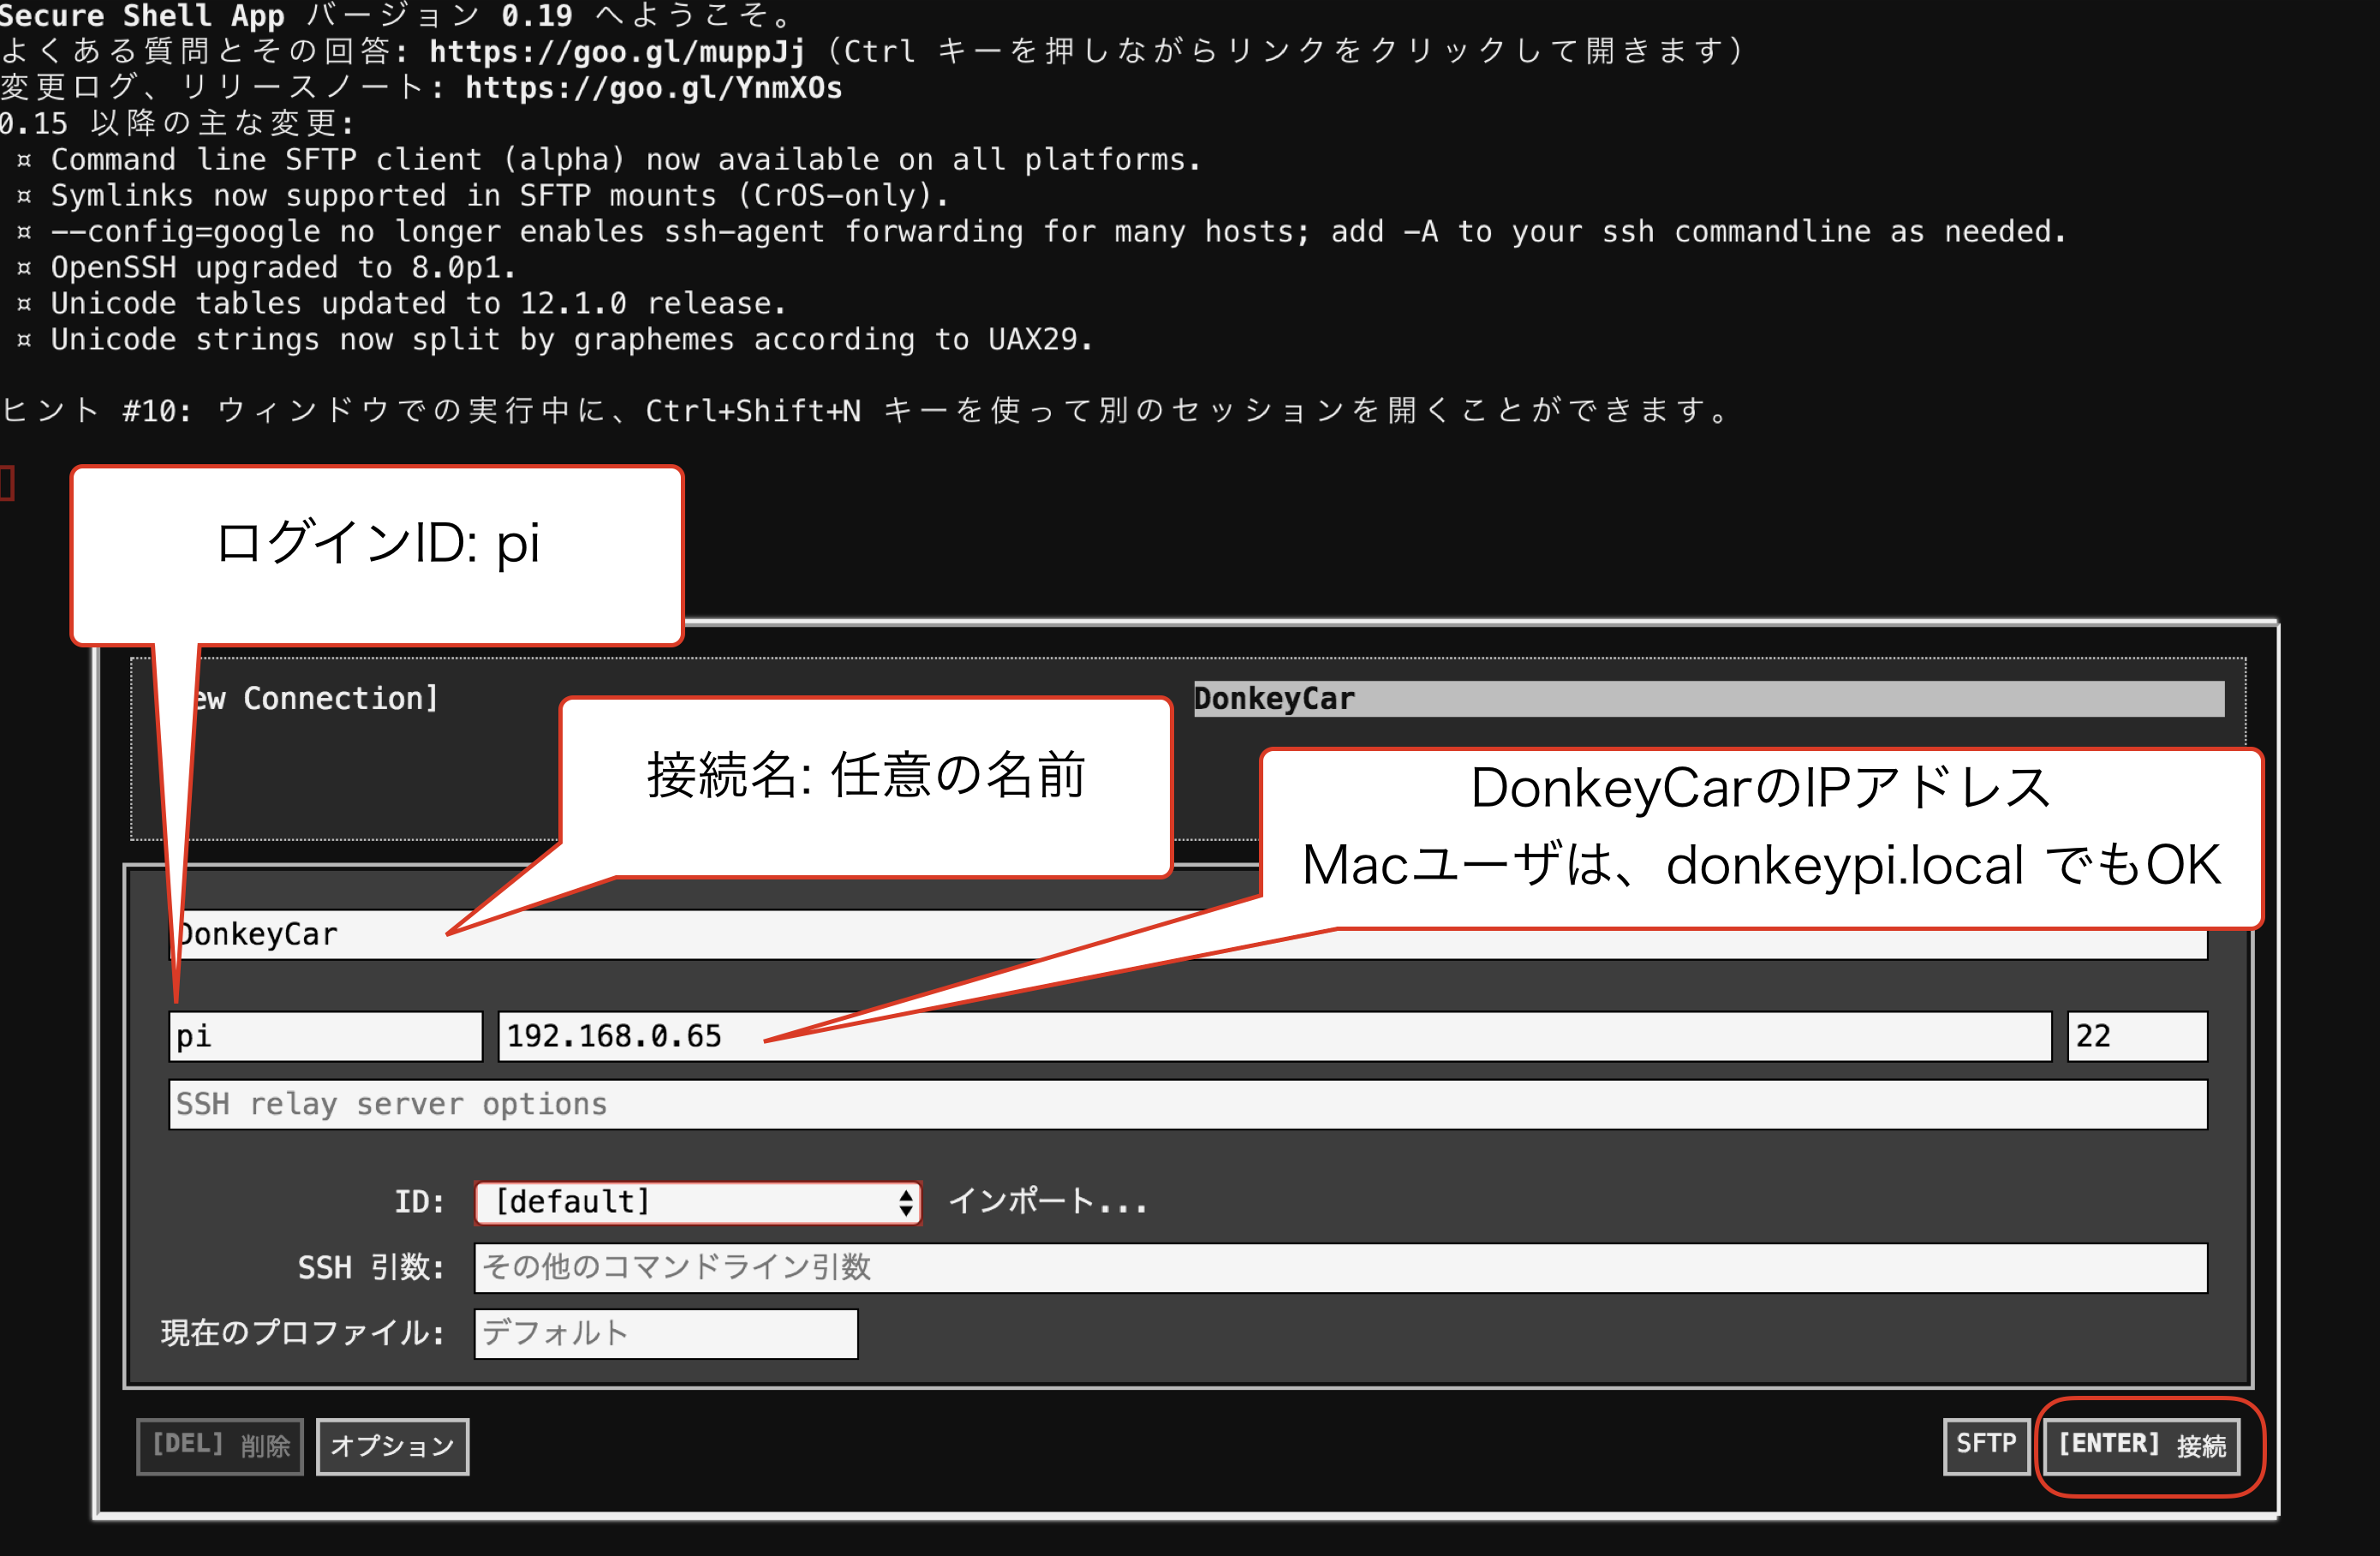 Secure Shell App バージョン 0.19 へようこそ。
よくある質問とその回答: https://goo.gl/muppJj (Ctrl キーを押しながらリンクをクリックして開きます)
変更ログ、リリースノート: https://goo.gl/YnmXOs
0.15 以降の主な変更:
¤ Command line SFTP client (alpha) now available on all platforms.
¤ Symlinks now supported in SFTP mounts (CrOS-only).
¤ --config=google no longer enables ssh-agent forwarding for many hosts; add -A to your ssh commandline as needed.
¤ OpenSSH upgraded to 8.0p1.
¤ Unicode tables updated to 12.1.0 release.
¤ Unicode strings now split by graphemes according to UAX29.
ヒント #10: ウィンドウでの実行中に、Ctrl+Shift+N キーを使って別のセッションを開くことができます。
ログインID: pi
ew Connection]
DonkeyCar
接続名: 任意の名前
DonkeyCarのIPアドレス
Macユーザは、donkeypi.local でもOK
DonkeyCar
pi
192.168.0.65
22
SSH relay server options
ID:
[default]
インポート...
SSH 引数:
その他のコマンドライン引数
現在のプロファイル:
デフォルト
[DEL] 削除
オプション
SFTP
[ENTER] 接続